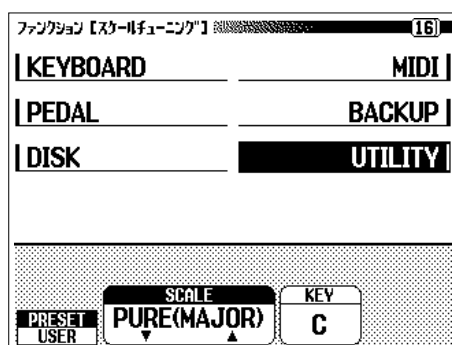 ファンクション [スケールチューニング] [16]
KEYBOARD MIDI
PEDAL BACKUP
DISK UTILITY
SCALE KEY
PRESET PURE(MAJOR) C
USER ▼ ▲